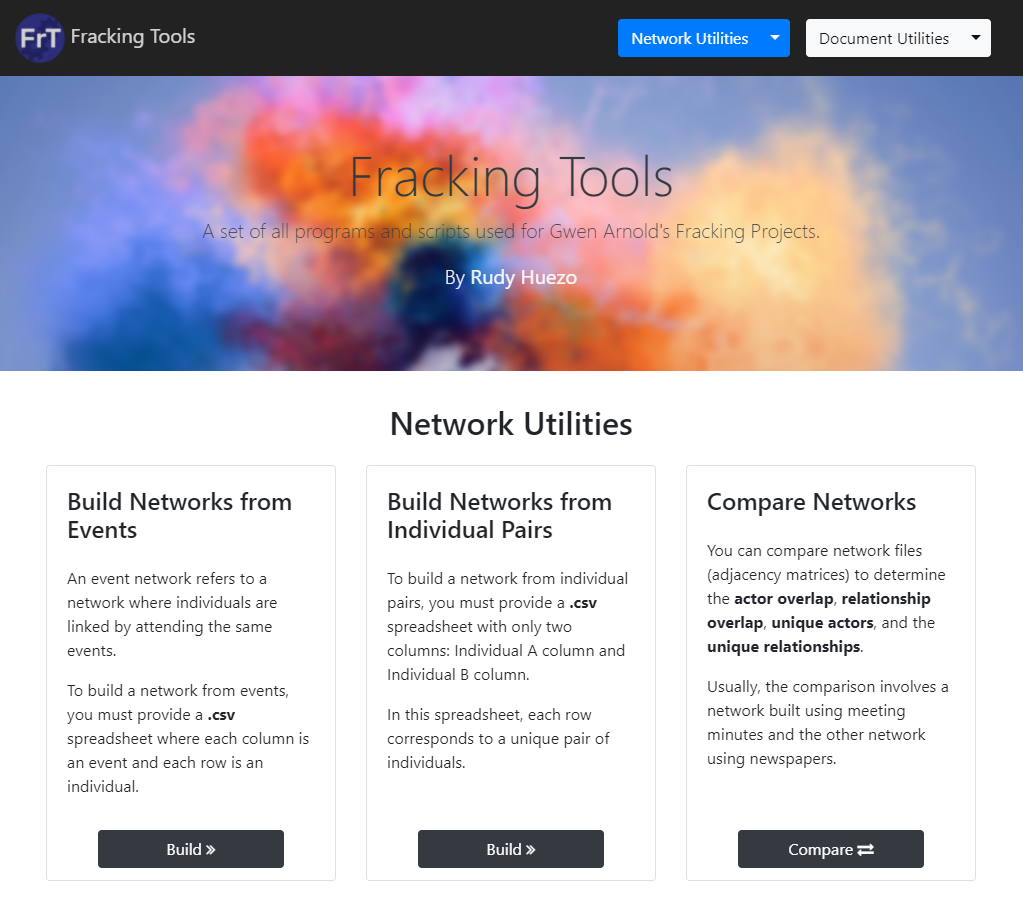 FrT Fracking Tools
Network Utilities
Document Utilities
Fracking Tools
A set of all programs and scripts used for Gwen Arnold's Fracking Projects.
By Rudy Huezo
Network Utilities
Build Networks from
Events
An event network refers to a
network where individuals are
linked by attending the same
events.
To build a network from events,
you must provide a .csv
spreadsheet where each column is
an event and each row is an
individual.
Build »
Build Networks from
Individual Pairs
To build a network from individual
pairs, you must provide a .csv
spreadsheet with only two
columns: Individual A column and
Individual B column.
In this spreadsheet, each row
corresponds to a unique pair of
individuals.
Build »
Compare Networks
You can compare network files
(adjacency matrices) to determine
the actor overlap, relationship
overlap, unique actors, and the
unique relationships.
Usually, the comparison involves a
network built using meeting
minutes and the other network
using newspapers.
Compare